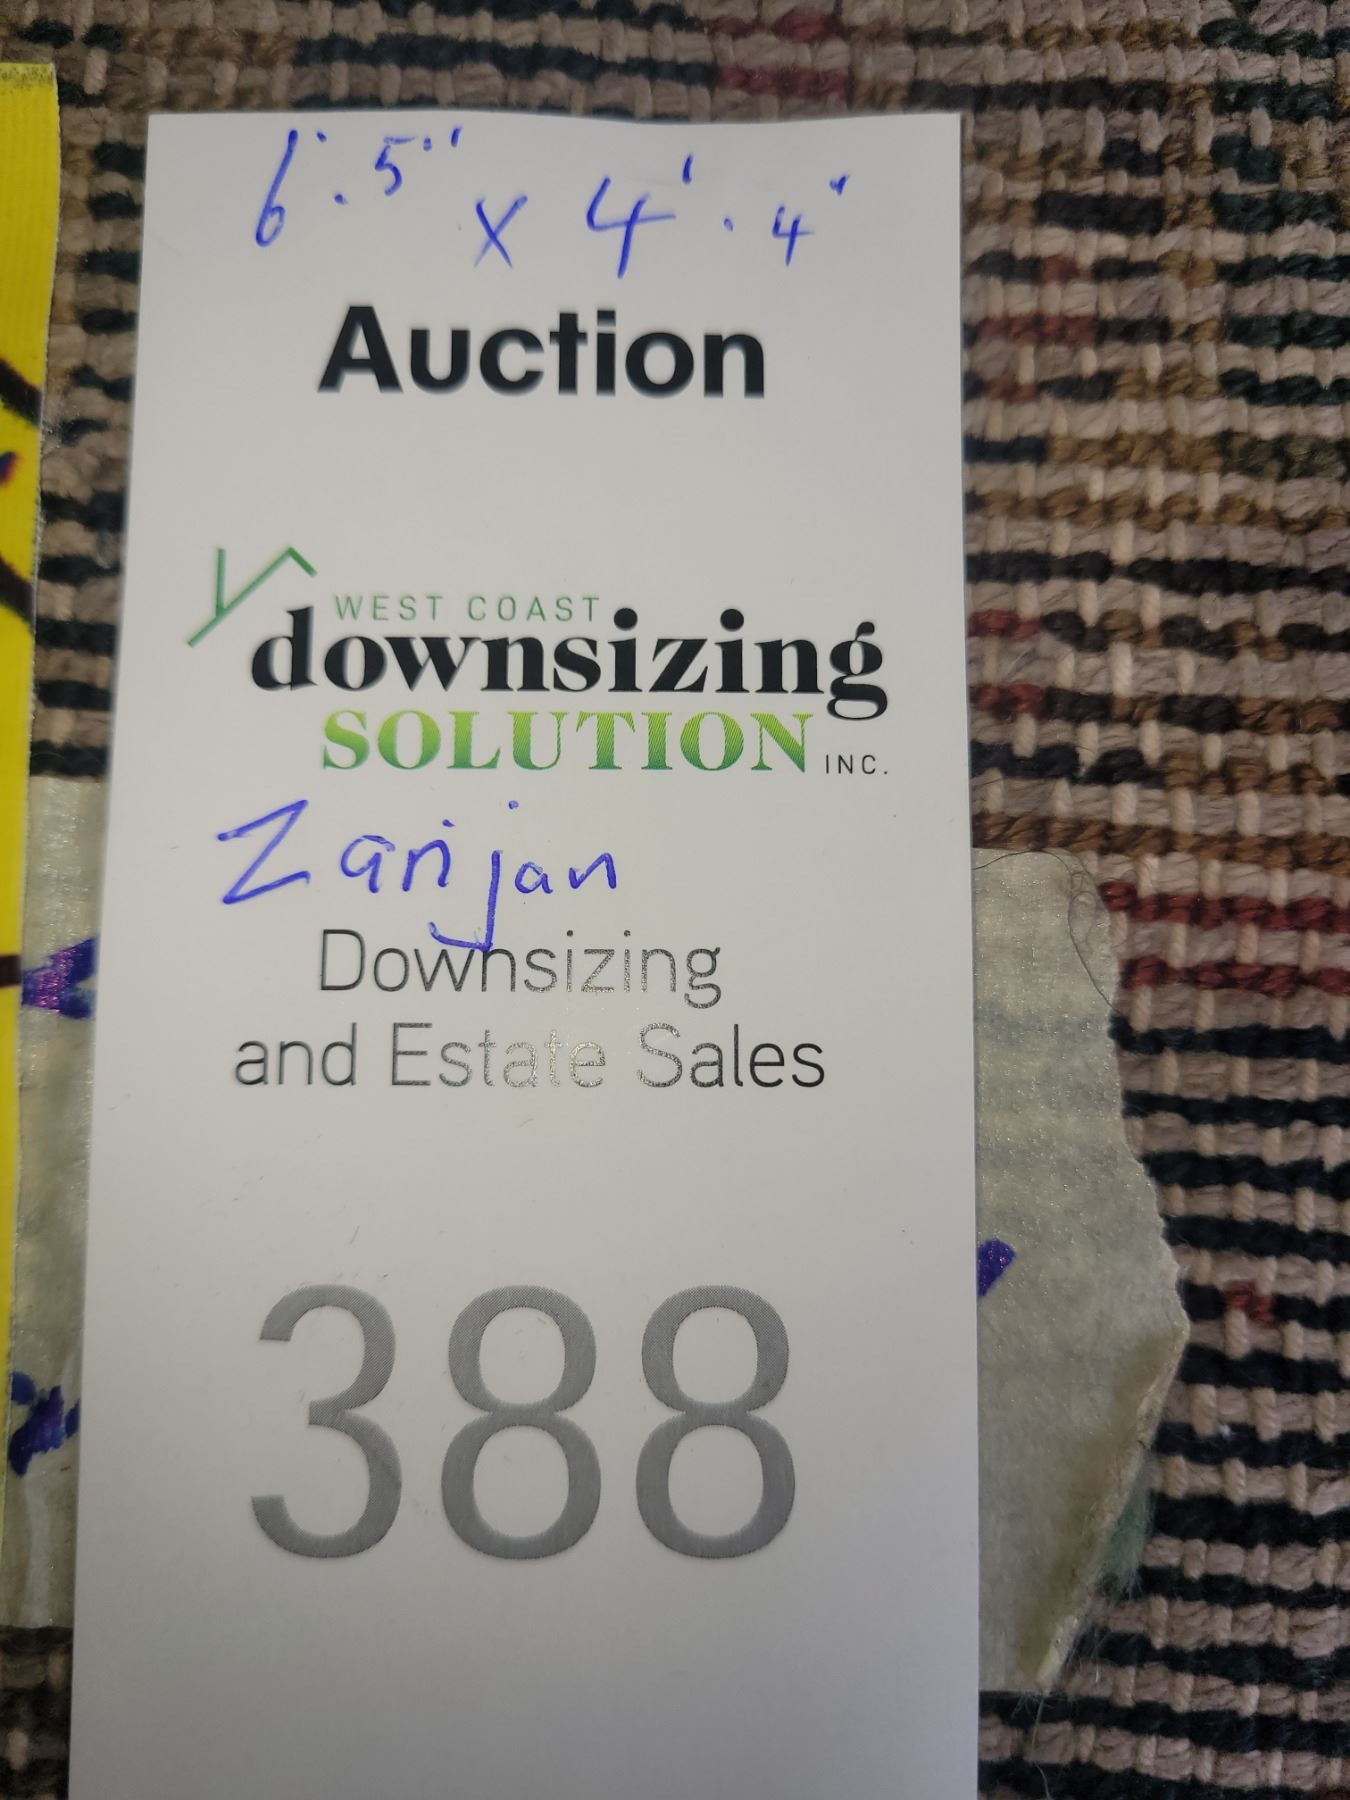 6'.5" x 4'.4"
Auction
WEST COAST
downsizing
SOLUTION INC.
Zanjan
Downsizing
and Estate Sales
388